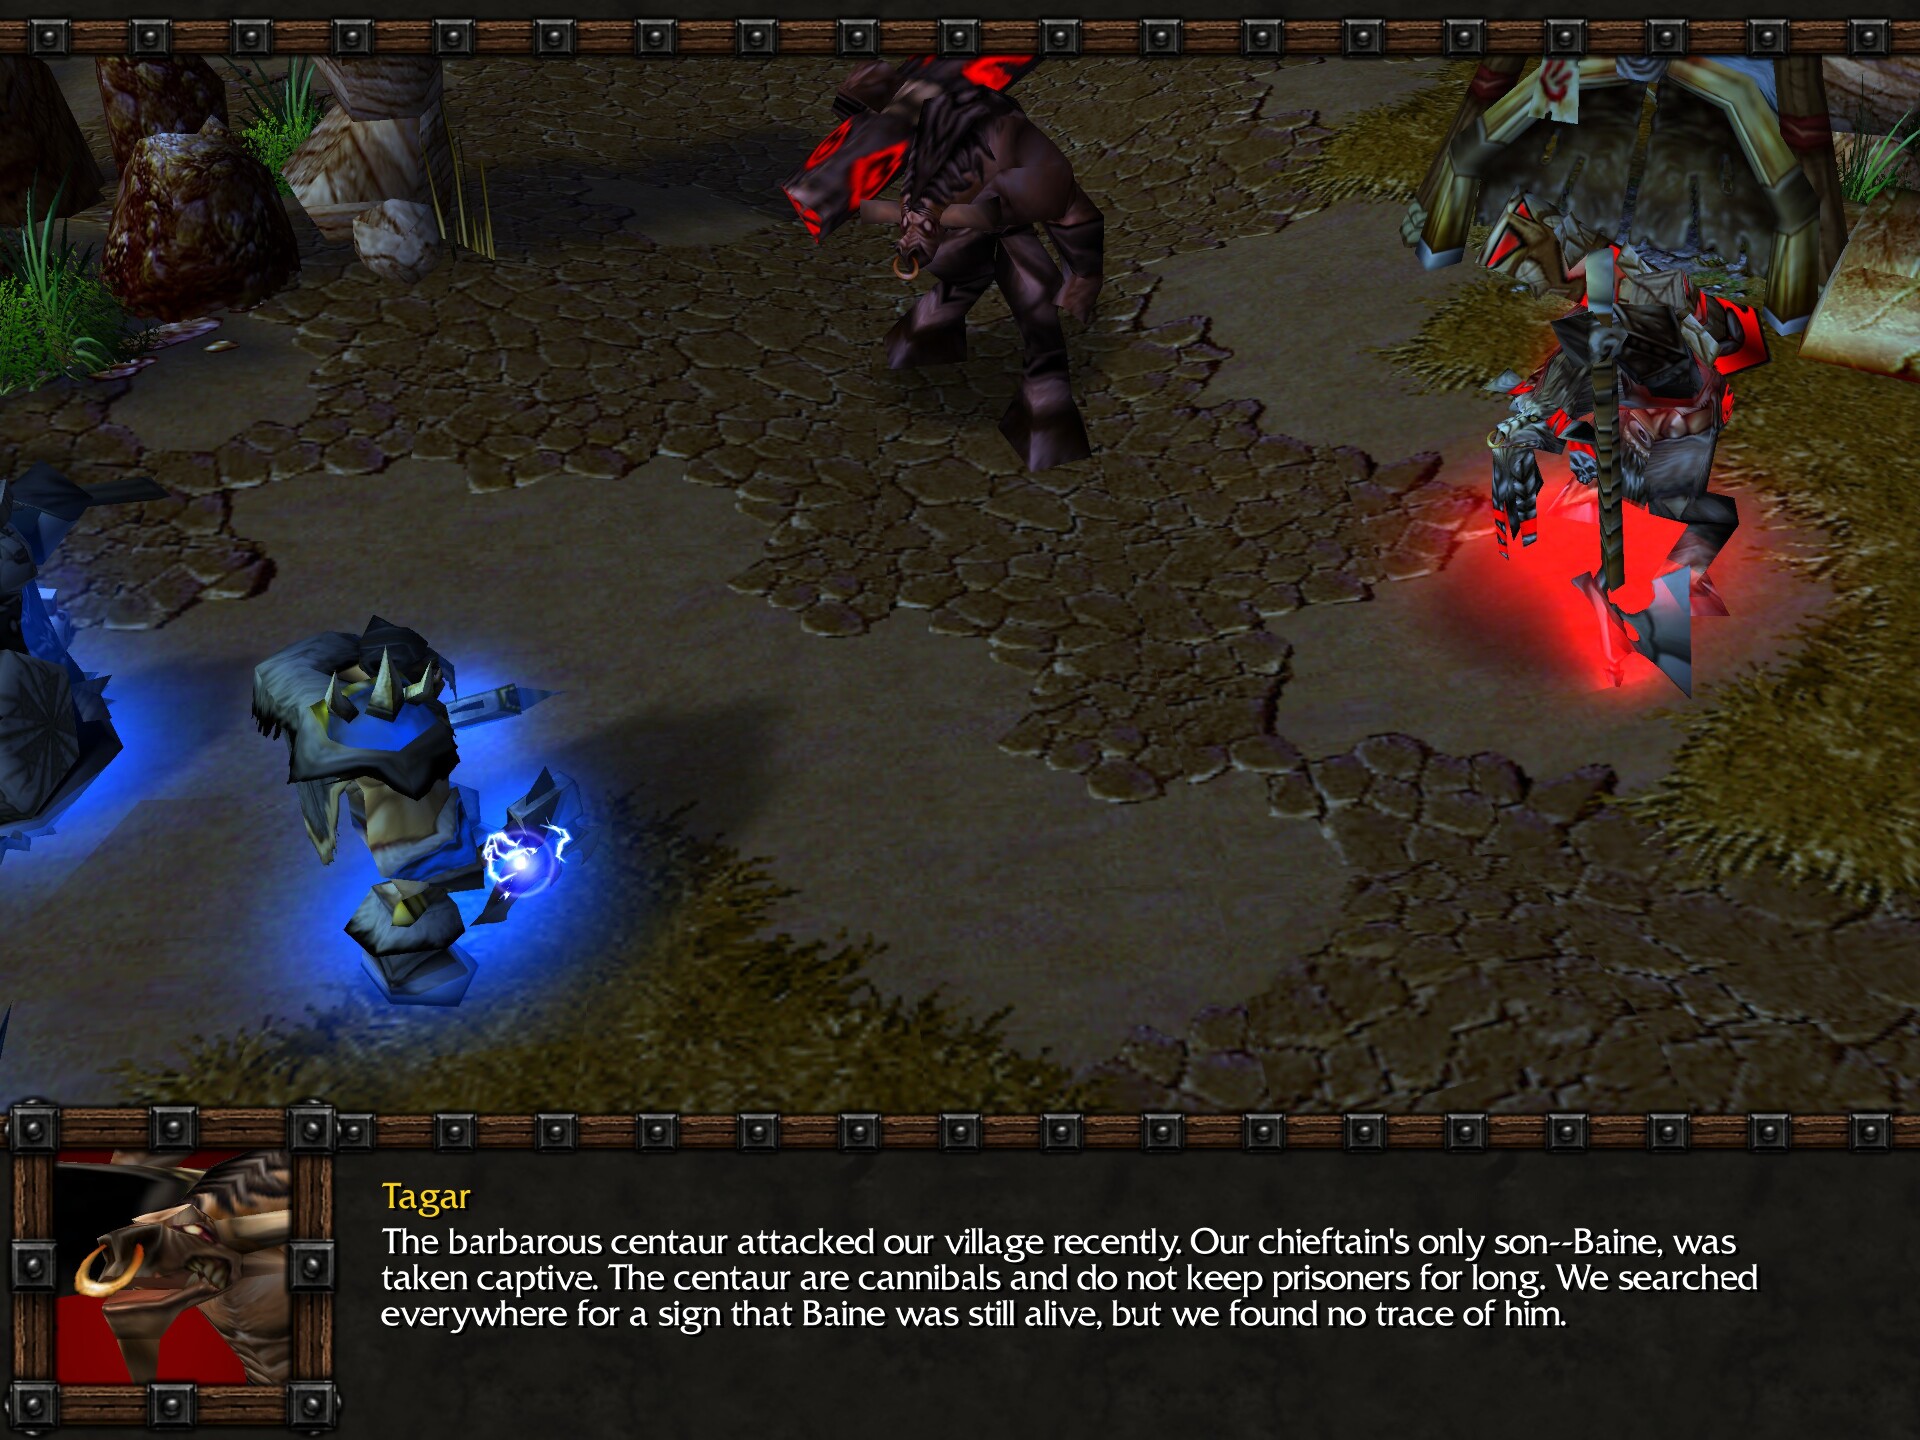 Tagar
The barbarous centaur attacked our village recently. Our chieftain's only son--Baine, was
taken captive. The centaur are cannibals and do not keep prisoners for long. We searched
everywhere for a sign that Baine was still alive, but we found no trace of him.